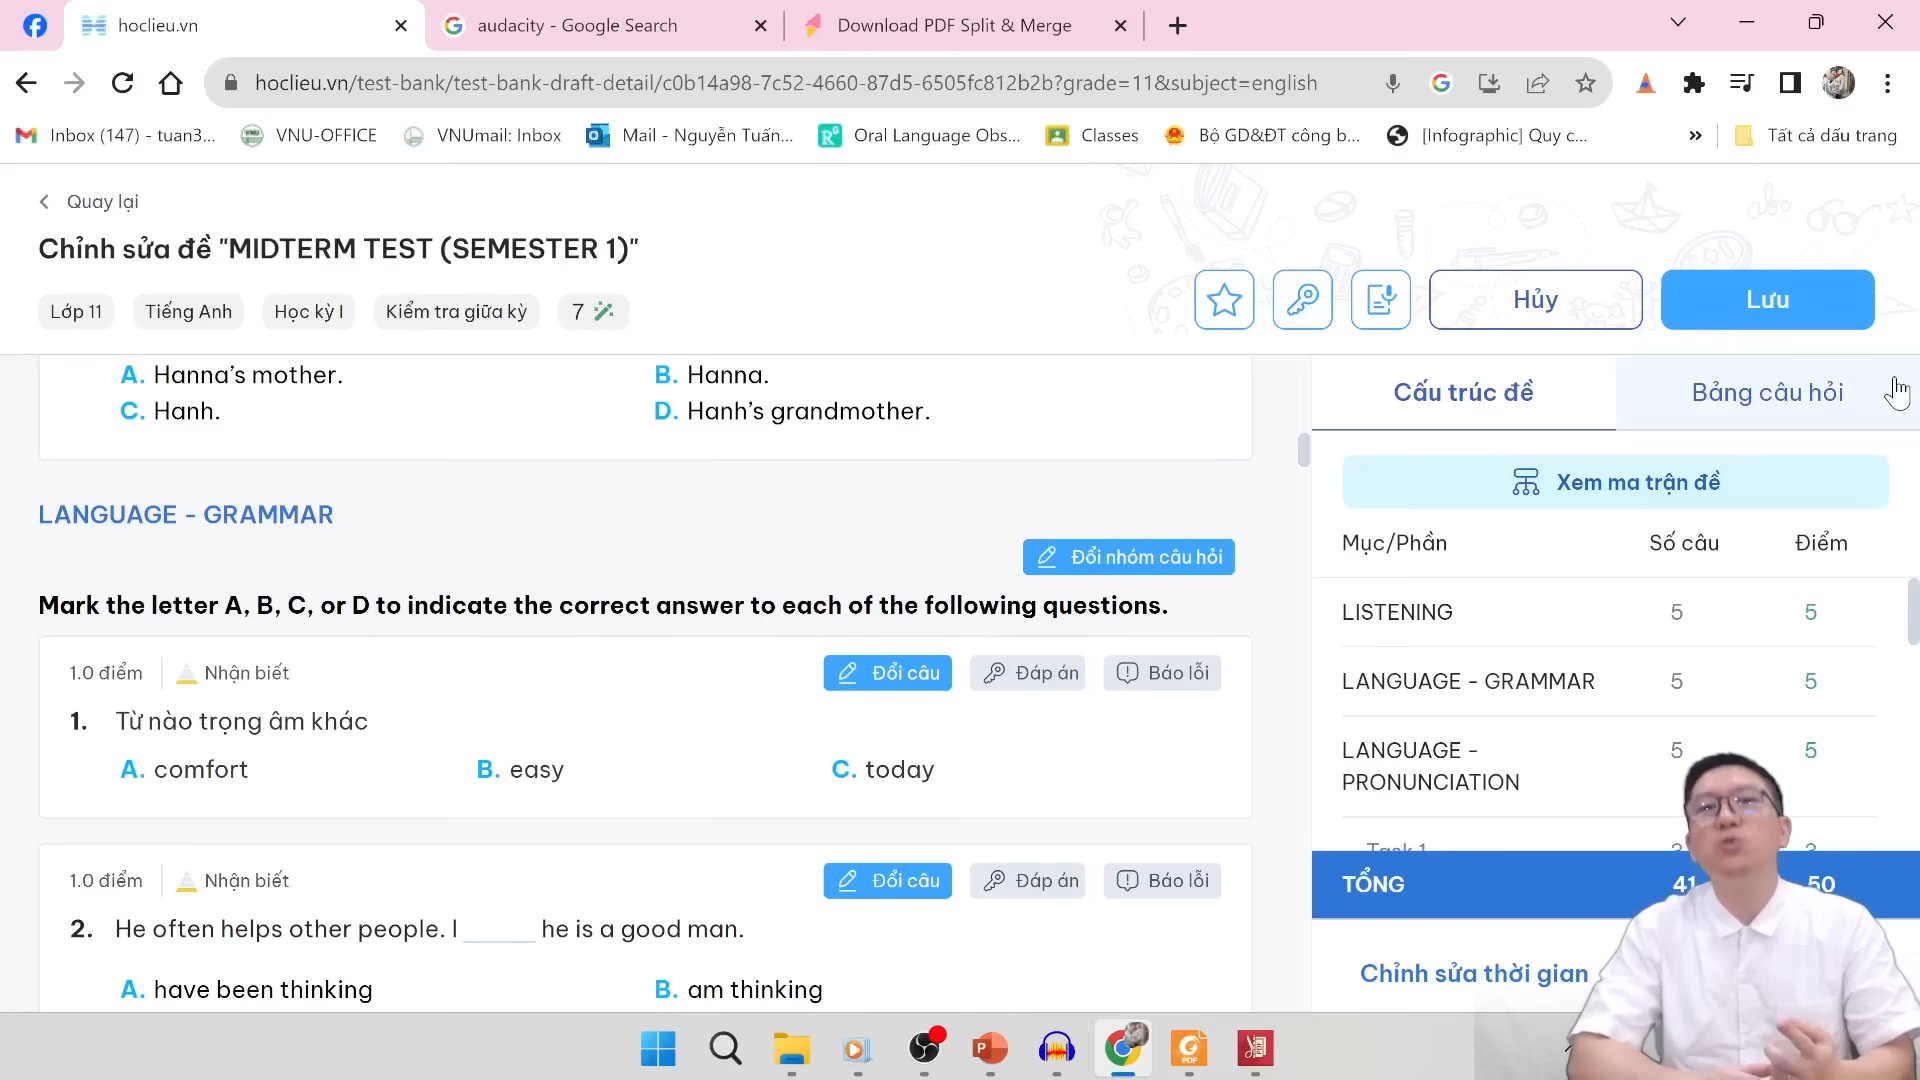 hoclieu.vn
audacity - Google Search
Download PDF Split & Merge
hoclieu.vn/test-bank/test-bank-draft-detail/c0b14a98-7c52-4660-87d5-6505fc812b2b?grade=11&subject=english
Inbox (147) - tuan3...
VNU-OFFICE
VNUmail: Inbox
Mail - Nguyễn Tuấn...
Oral Language Obs...
Classes
Bộ GD&ĐT công b...
[Infographic] Quy c...
»
Tất cả dấu trang
Quay lại
Chỉnh sửa đề "MIDTERM TEST (SEMESTER 1)"
Lớp 11
Tiếng Anh
Học kỳ I
Kiểm tra giữa kỳ
7
Hủy
Lưu
A. Hanna’s mother.
B. Hanna.
C. Hanh.
D. Hanh’s grandmother.
LANGUAGE - GRAMMAR
Đổi nhóm câu hỏi
Mark the letter A, B, C, or D to indicate the correct answer to each of the following questions.
1.0 điểm
Nhận biết
Đổi câu
Đáp án
Báo lỗi
1. Từ nào trọng âm khác
A. comfort
B. easy
C. today
1.0 điểm
Nhận biết
Đổi câu
Đáp án
Báo lỗi
2. He often helps other people. I _____ he is a good man.
A. have been thinking
B. am thinking
Cấu trúc đề
Bảng câu hỏi
Xem ma trận đề
Mục/Phần
Số câu
Điểm
LISTENING
5
5
LANGUAGE - GRAMMAR
5
5
LANGUAGE -
PRONUNCIATION
5
5
Task 1
TỔNG
41
50
Chỉnh sửa thời gian